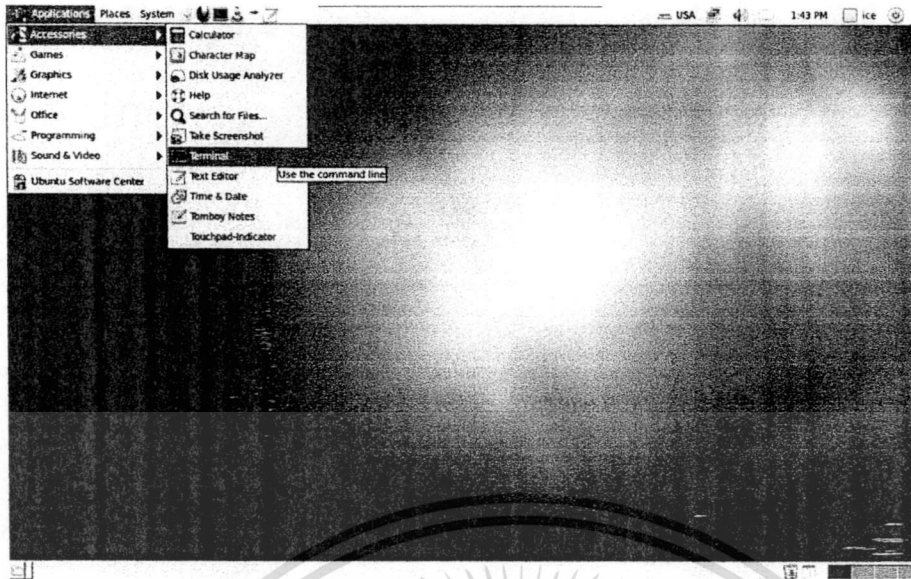 Applications Places System USA 1:43 PM ice
Accessories
Games
Graphics
Internet
Office
Programming
Sound & Video
Ubuntu Software Center
Calculator
Character Map
Disk Usage Analyzer
Help
Search for Files...
Take Screenshot
Terminal
Text Editor
Time & Date
Tomboy Notes
Touchpad-Indicator
Use the command line